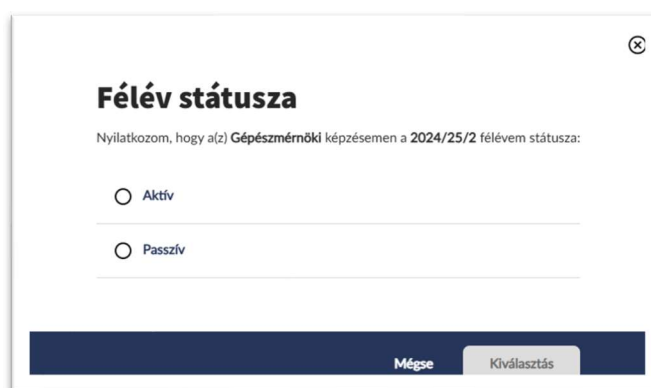 Félév státusza
Nyilatkozom, hogy a(z) Gépészmérnöki képzésemen a 2024/25/2 félévem státusza:
Aktív
Passzív
Mégse
Kiválasztás